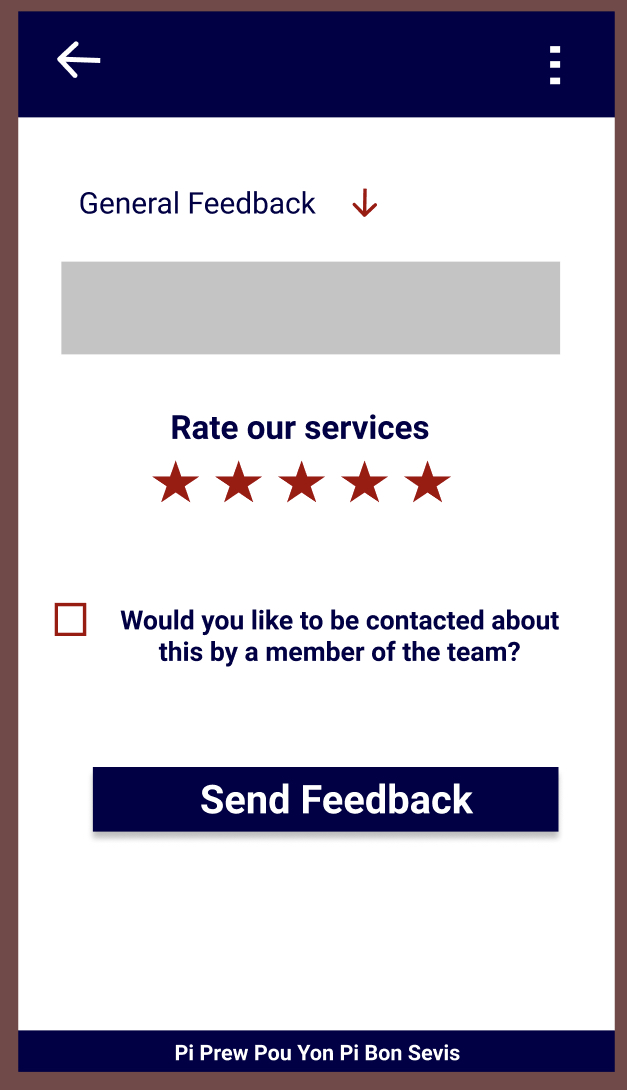 General Feedback
Rate our services
Would you like to be contacted about
this by a member of the team?
Send Feedback
Pi Prew Pou Yon Pi Bon Sevis